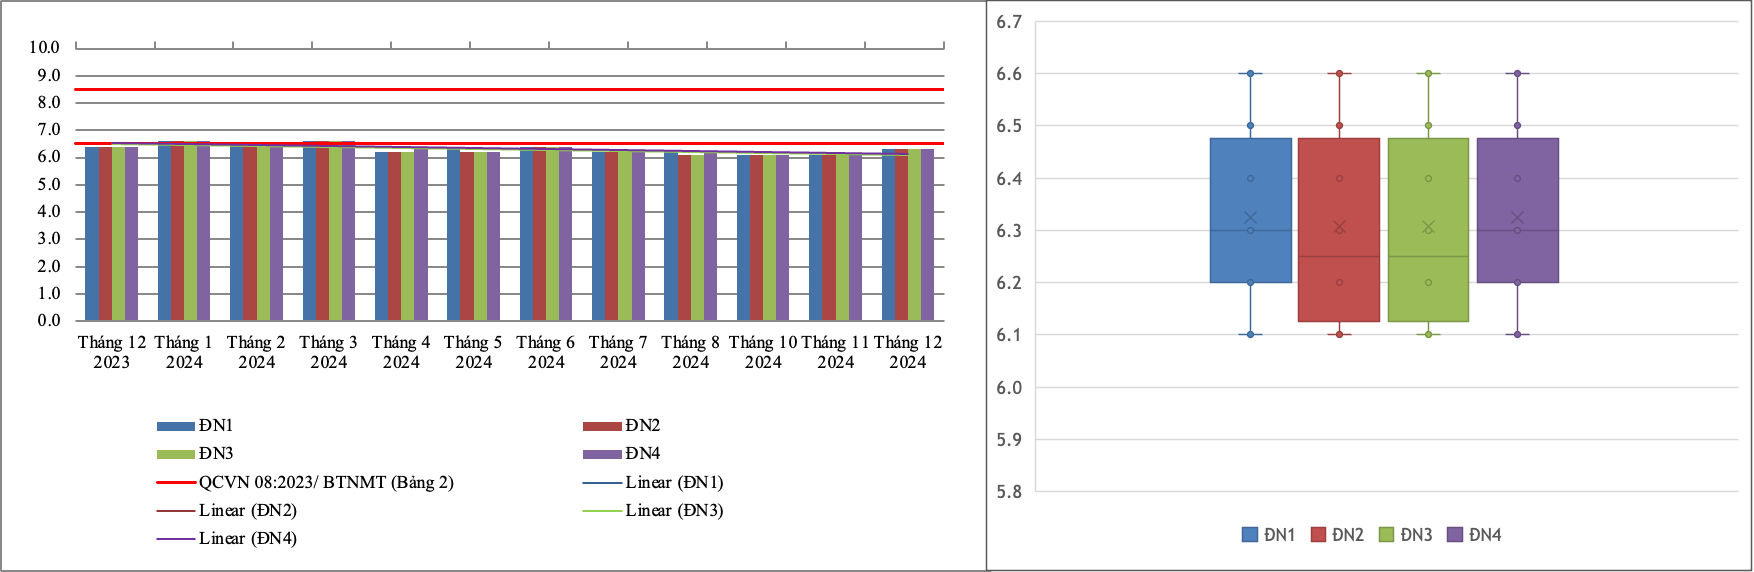 10.0
9.0
8.0
7.0
6.0
5.0
4.0
3.0
2.0
1.0
0.0
Tháng 12 2023
Tháng 1 2024
Tháng 2 2024
Tháng 3 2024
Tháng 4 2024
Tháng 5 2024
Tháng 6 2024
Tháng 7 2024
Tháng 8 2024
Tháng 10 2024
Tháng 11 2024
Tháng 12 2024
ĐN1
ĐN2
ĐN3
ĐN4
QCVN 08:2023/ BTNMT (Bảng 2)
Linear (ĐN1)
Linear (ĐN2)
Linear (ĐN3)
Linear (ĐN4)
6.7
6.6
6.5
6.4
6.3
6.2
6.1
6.0
5.9
5.8
ĐN1 ĐN2 ĐN3 ĐN4